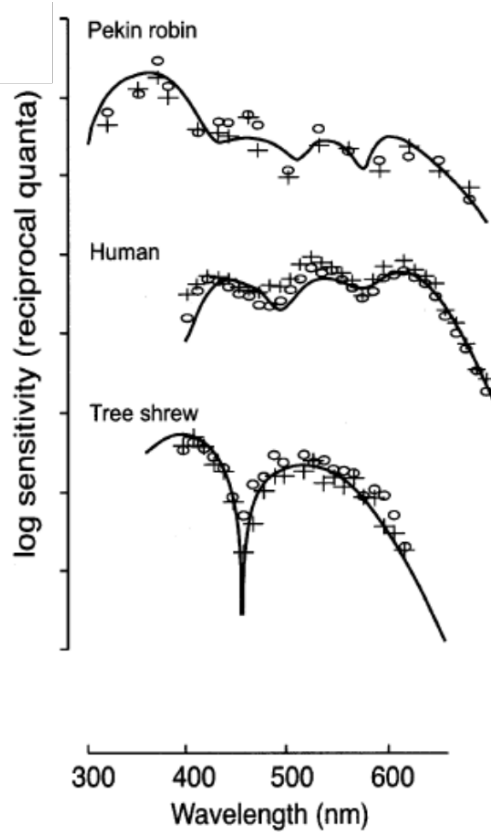 Pekin robin
Human
Tree shrew
log sensitivity (reciprocal quanta)
300 400 500 600
Wavelength (nm)